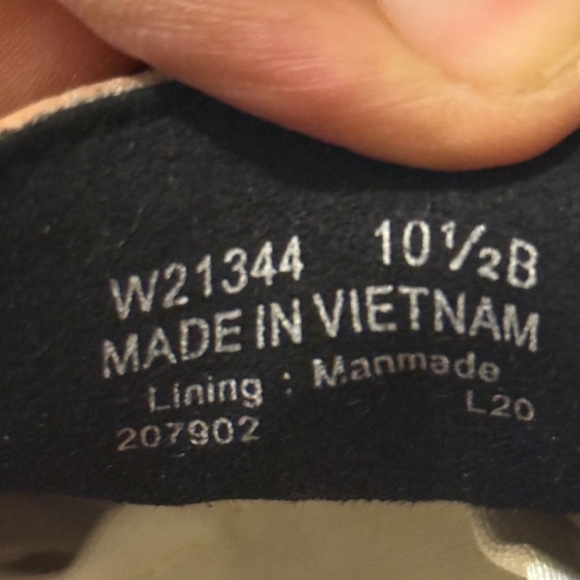 W21344 10½B
MADE IN VIETNAM
Lining : Manmade
207902 L20